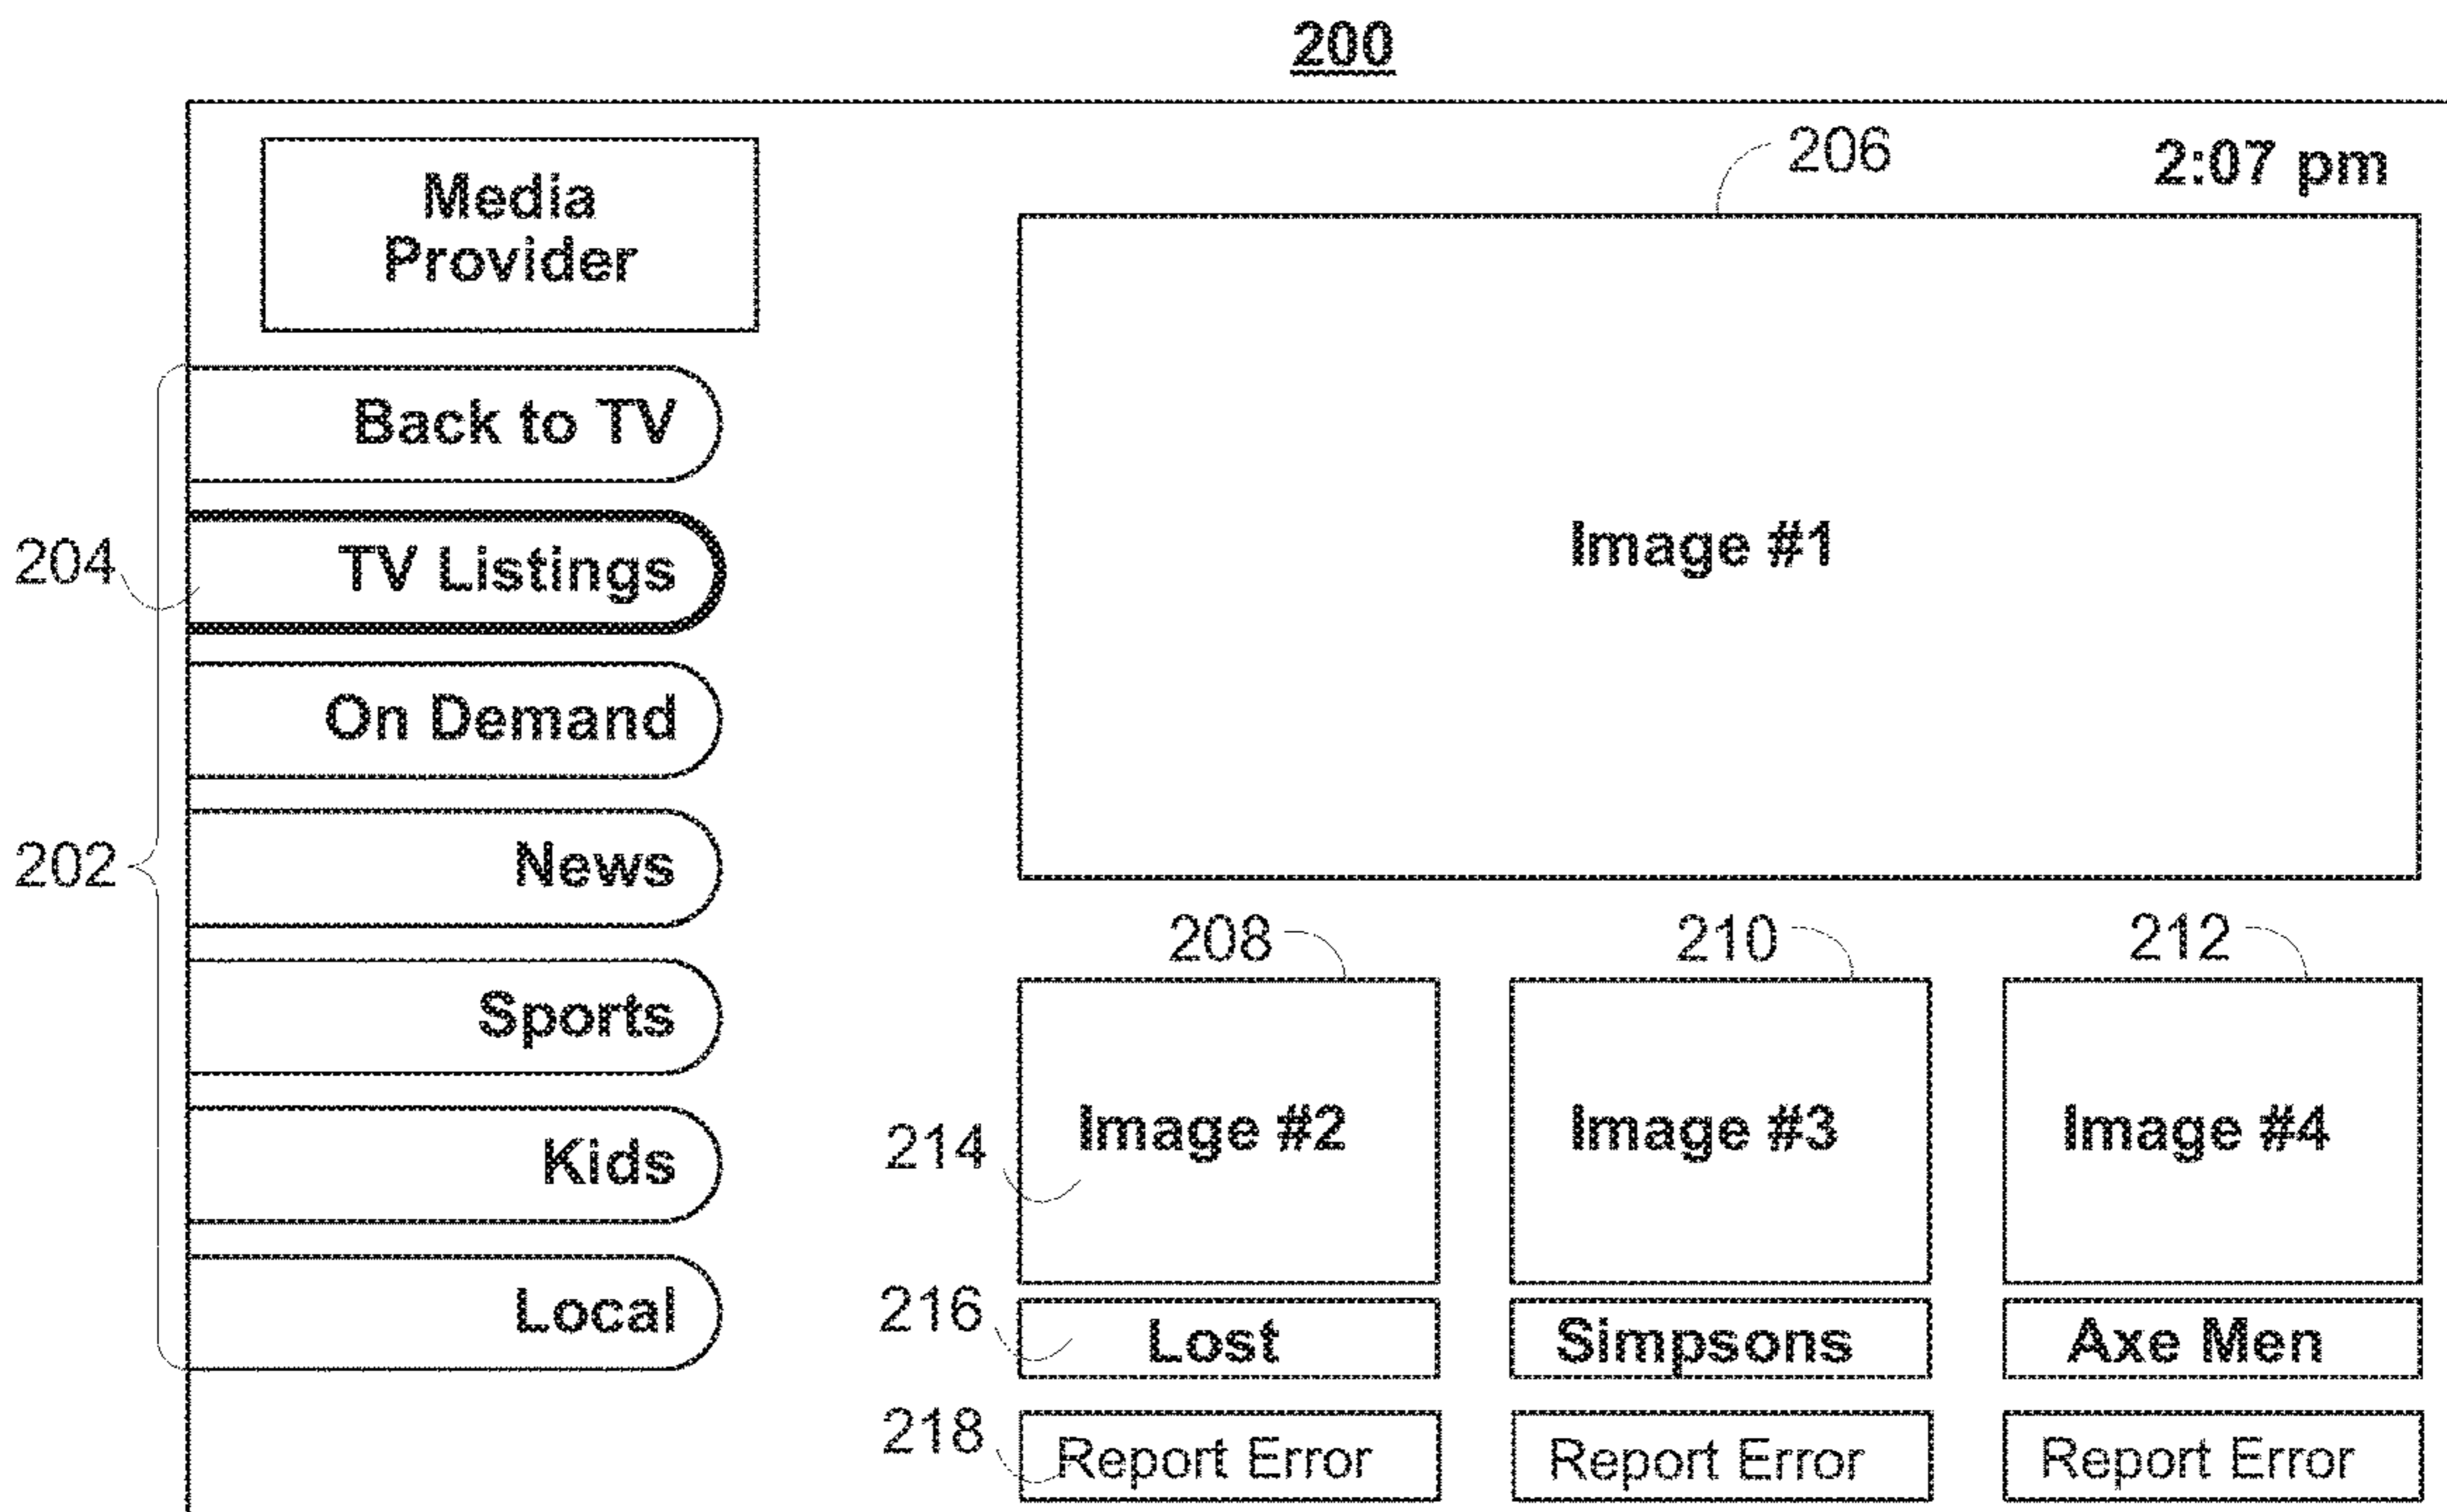 200
206
2:07 pm
Media
Provider
Image #1
Back to TV
204
TV Listings
On Demand
202
News
Sports
Kids
Local
208
210
212
214
Image #2
Image #3
Image #4
216
Lost
Simpsons
Axe Men
218
Report Error
Report Error
Report Error